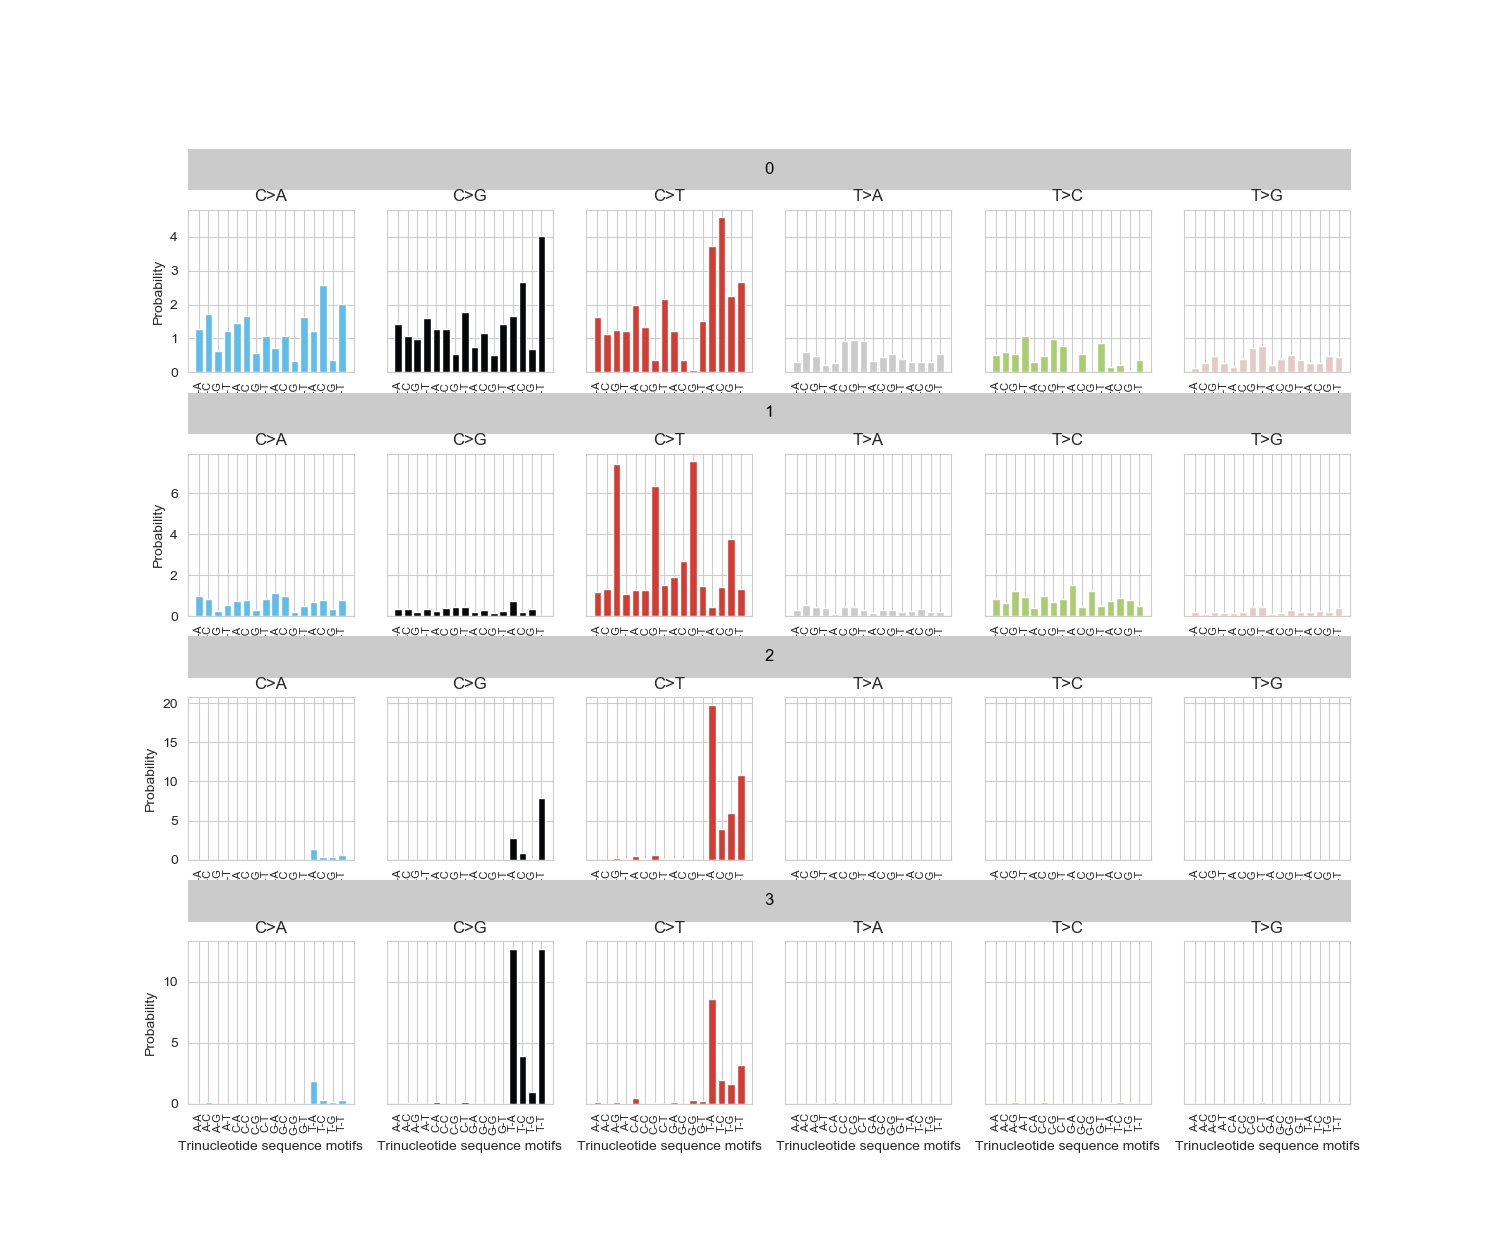 0
C>A C>G C>T T>A T>C T>G
Probability
4
3
2
1
0
1
C>A C>G C>T T>A T>C T>G
Probability
6
4
2
0
2
C>A C>G C>T T>A T>C T>G
Probability
20
15
10
5
0
3
C>A C>G C>T T>A T>C T>G
Probability
10
5
0
A-A A-C A-G A-T C-A C-C C-G C-T G-A G-C G-G G-T T-A T-C T-G T-T
A-A A-C A-G A-T C-A C-C C-G C-T G-A G-C G-G G-T T-A T-C T-G T-T
A-A A-C A-G A-T C-A C-C C-G C-T G-A G-C G-G G-T T-A T-C T-G T-T
A-A A-C A-G A-T C-A C-C C-G C-T G-A G-C G-G G-T T-A T-C T-G T-T
A-A A-C A-G A-T C-A C-C C-G C-T G-A G-C G-G G-T T-A T-C T-G T-T
A-A A-C A-G A-T C-A C-C C-G C-T G-A G-C G-G G-T T-A T-C T-G T-T
Trinucleotide sequence motifs Trinucleotide sequence motifs Trinucleotide sequence motifs Trinucleotide sequence motifs Trinucleotide sequence motifs Trinucleotide sequence motifs